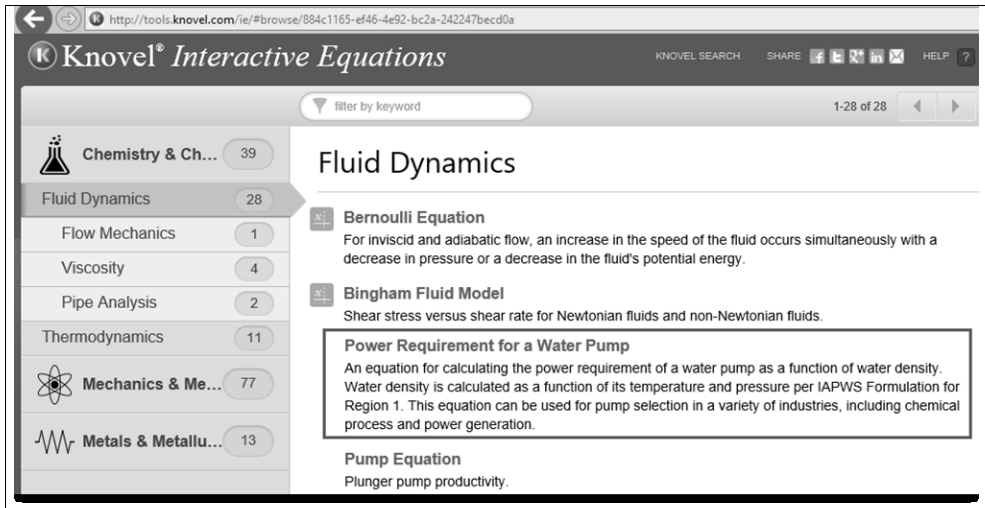 http://tools.knovel.com/ie/#browse/884c1165-ef46-4e92-bc2a-242247becd0a
K Knovel® Interactive Equations
KNOVEL SEARCH SHARE HELP ?
filter by keyword
1-28 of 28
Chemistry & Ch... 39
Fluid Dynamics 28
Flow Mechanics 1
Viscosity 4
Pipe Analysis 2
Thermodynamics 11
Mechanics & Me... 77
Metals & Metallu... 13
Fluid Dynamics
Bernoulli Equation
For inviscid and adiabatic flow, an increase in the speed of the fluid occurs simultaneously with a
decrease in pressure or a decrease in the fluid's potential energy.
Bingham Fluid Model
Shear stress versus shear rate for Newtonian fluids and non-Newtonian fluids.
Power Requirement for a Water Pump
An equation for calculating the power requirement of a water pump as a function of water density.
Water density is calculated as a function of its temperature and pressure per IAPWS Formulation for
Region 1. This equation can be used for pump selection in a variety of industries, including chemical
process and power generation.
Pump Equation
Plunger pump productivity.